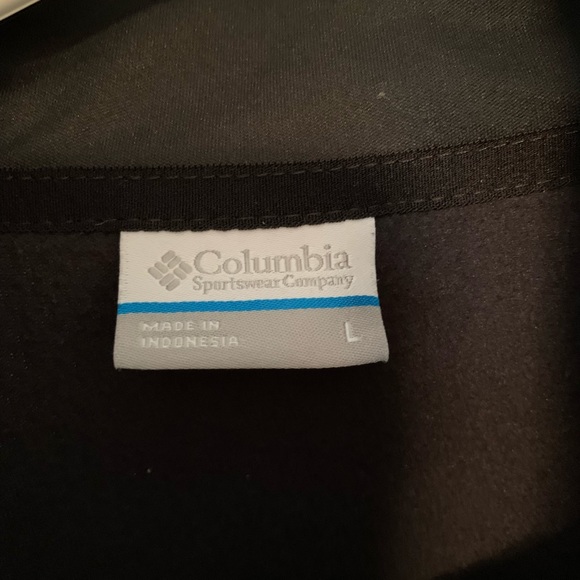 Columbia
Sportswear Company
MADE IN
INDONESIA
L